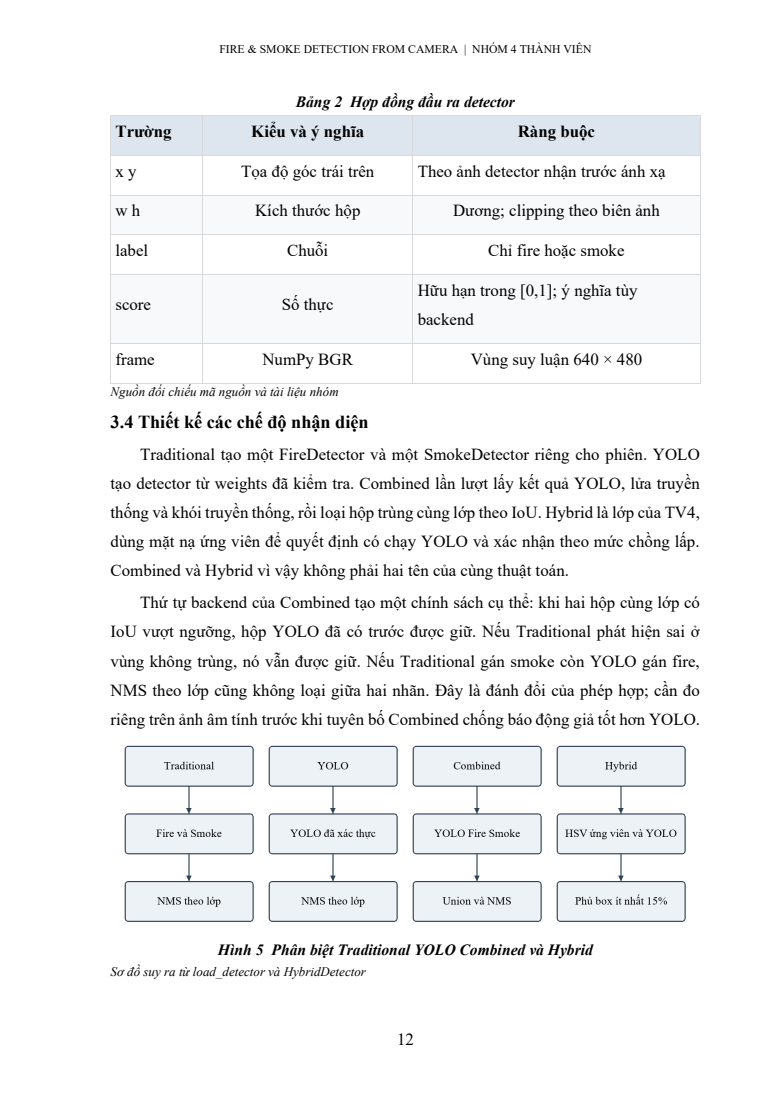 FIRE & SMOKE DETECTION FROM CAMERA | NHÓM 4 THÀNH VIÊN
Bảng 2 Hợp đồng đầu ra detector
Trường Kiểu và ý nghĩa Ràng buộc
x y Tọa độ góc trái trên Theo ảnh detector nhận trước ánh xạ
w h Kích thước hộp Dương; clipping theo biên ảnh
label Chuỗi Chỉ fire hoặc smoke
score Số thực Hữu hạn trong [0,1]; ý nghĩa tùy
backend
frame NumPy BGR Vùng suy luận 640 × 480
Nguồn đối chiếu mã nguồn và tài liệu nhóm
3.4 Thiết kế các chế độ nhận diện
Traditional tạo một FireDetector và một SmokeDetector riêng cho phiên. YOLO
tạo detector từ weights đã kiểm tra. Combined lần lượt lấy kết quả YOLO, lửa truyền
thống và khói truyền thống, rồi loại hộp trùng cùng lớp theo IoU. Hybrid là lớp của TV4,
dùng mặt nạ ứng viên để quyết định có chạy YOLO và xác nhận theo mức chồng lấp.
Combined và Hybrid vì vậy không phải hai tên của cùng thuật toán.
Thứ tự backend của Combined tạo một chính sách cụ thể: khi hai hộp cùng lớp có
IoU vượt ngưỡng, hộp YOLO đã có trước được giữ. Nếu Traditional phát hiện sai ở
vùng không trùng, nó vẫn được giữ. Nếu Traditional gán smoke còn YOLO gán fire,
NMS theo lớp cũng không loại giữa hai nhãn. Đây là đánh đổi của phép hợp; cần đo
riêng trên ảnh âm tính trước khi tuyên bố Combined chống báo động giả tốt hơn YOLO.
Traditional YOLO Combined Hybrid
Fire và Smoke YOLO đã xác thực YOLO Fire Smoke HSV ứng viên và YOLO
NMS theo lớp NMS theo lớp Union và NMS Phủ box ít nhất 15%
Hình 5 Phân biệt Traditional YOLO Combined và Hybrid
Sơ đồ suy ra từ load_detector và HybridDetector
12